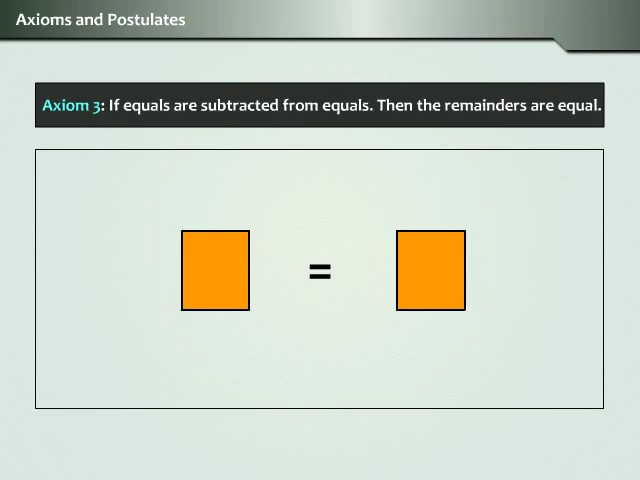 Axioms and Postulates
Axiom 3: If equals are subtracted from equals. Then the remainders are equal.
=